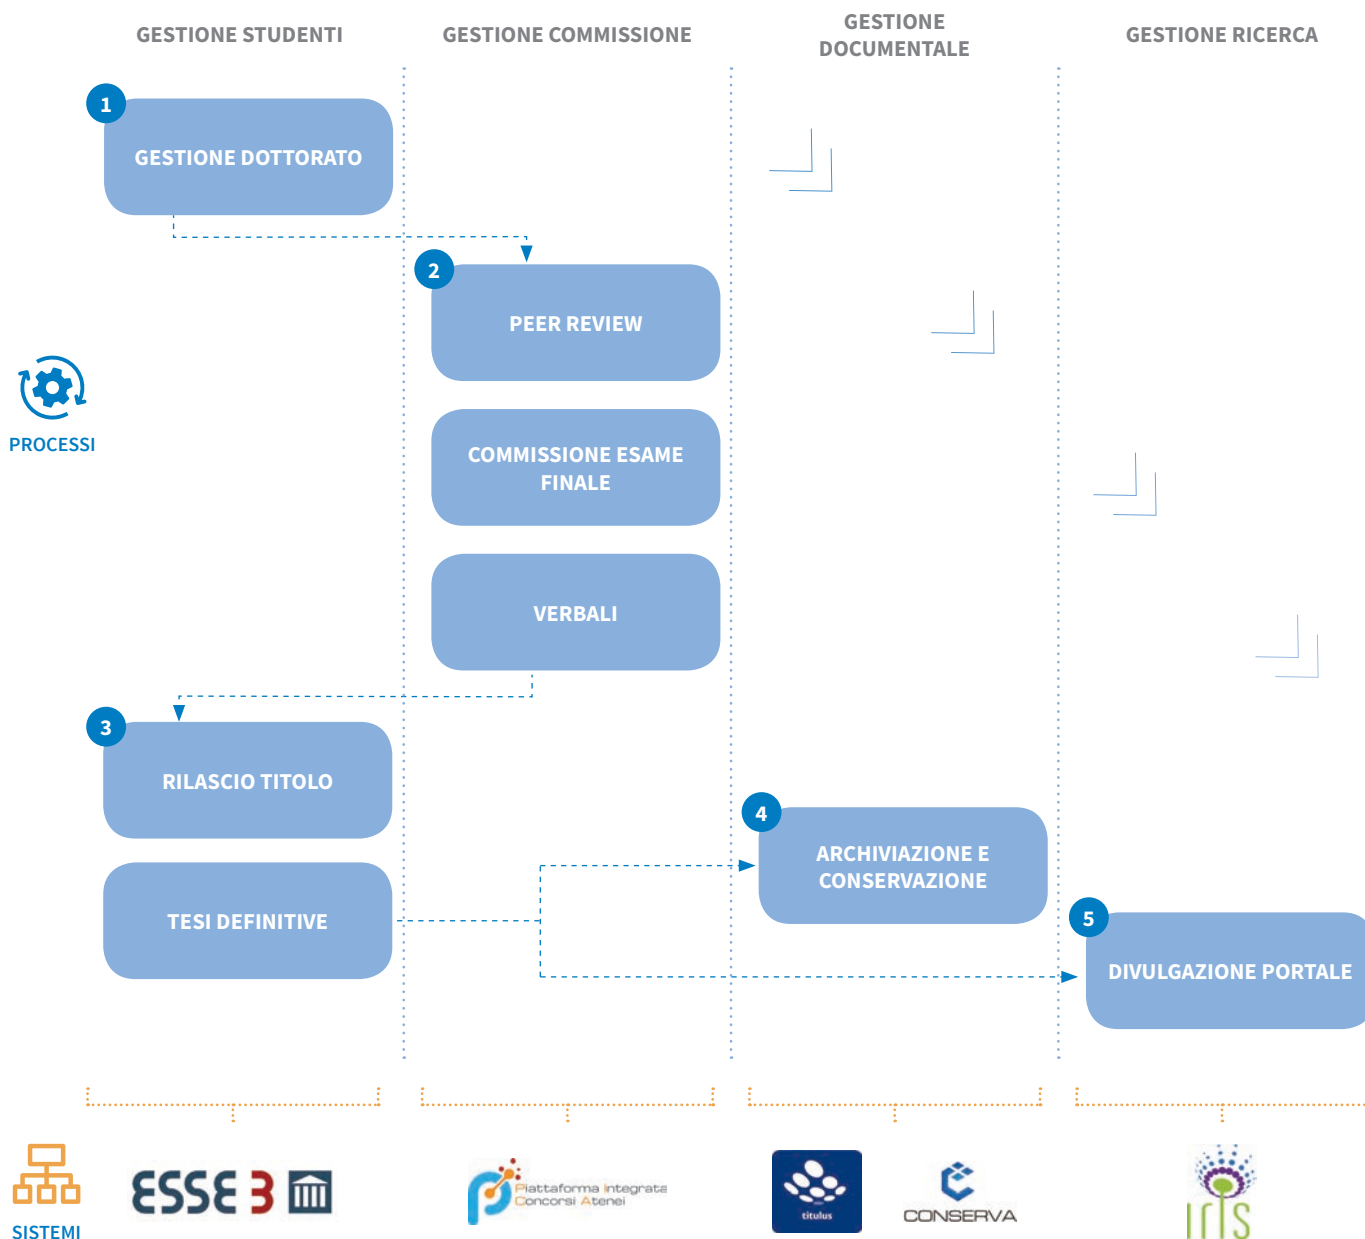 GESTIONE STUDENTI
GESTIONE COMMISSIONE
GESTIONE
DOCUMENTALE
GESTIONE RICERCA
1
GESTIONE DOTTORATO
2
PEER REVIEW
PROCESSI
COMMISSIONE ESAME
FINALE
VERBALI
3
RILASCIO TITOLO
4
ARCHIVIAZIONE E
CONSERVAZIONE
TESI DEFINITIVE
5
DIVULGAZIONE PORTALE
SISTEMI
ESSE3
Piattaforma Integrata
Concorsi Atenei
titulus
CONSERVA
IRIS